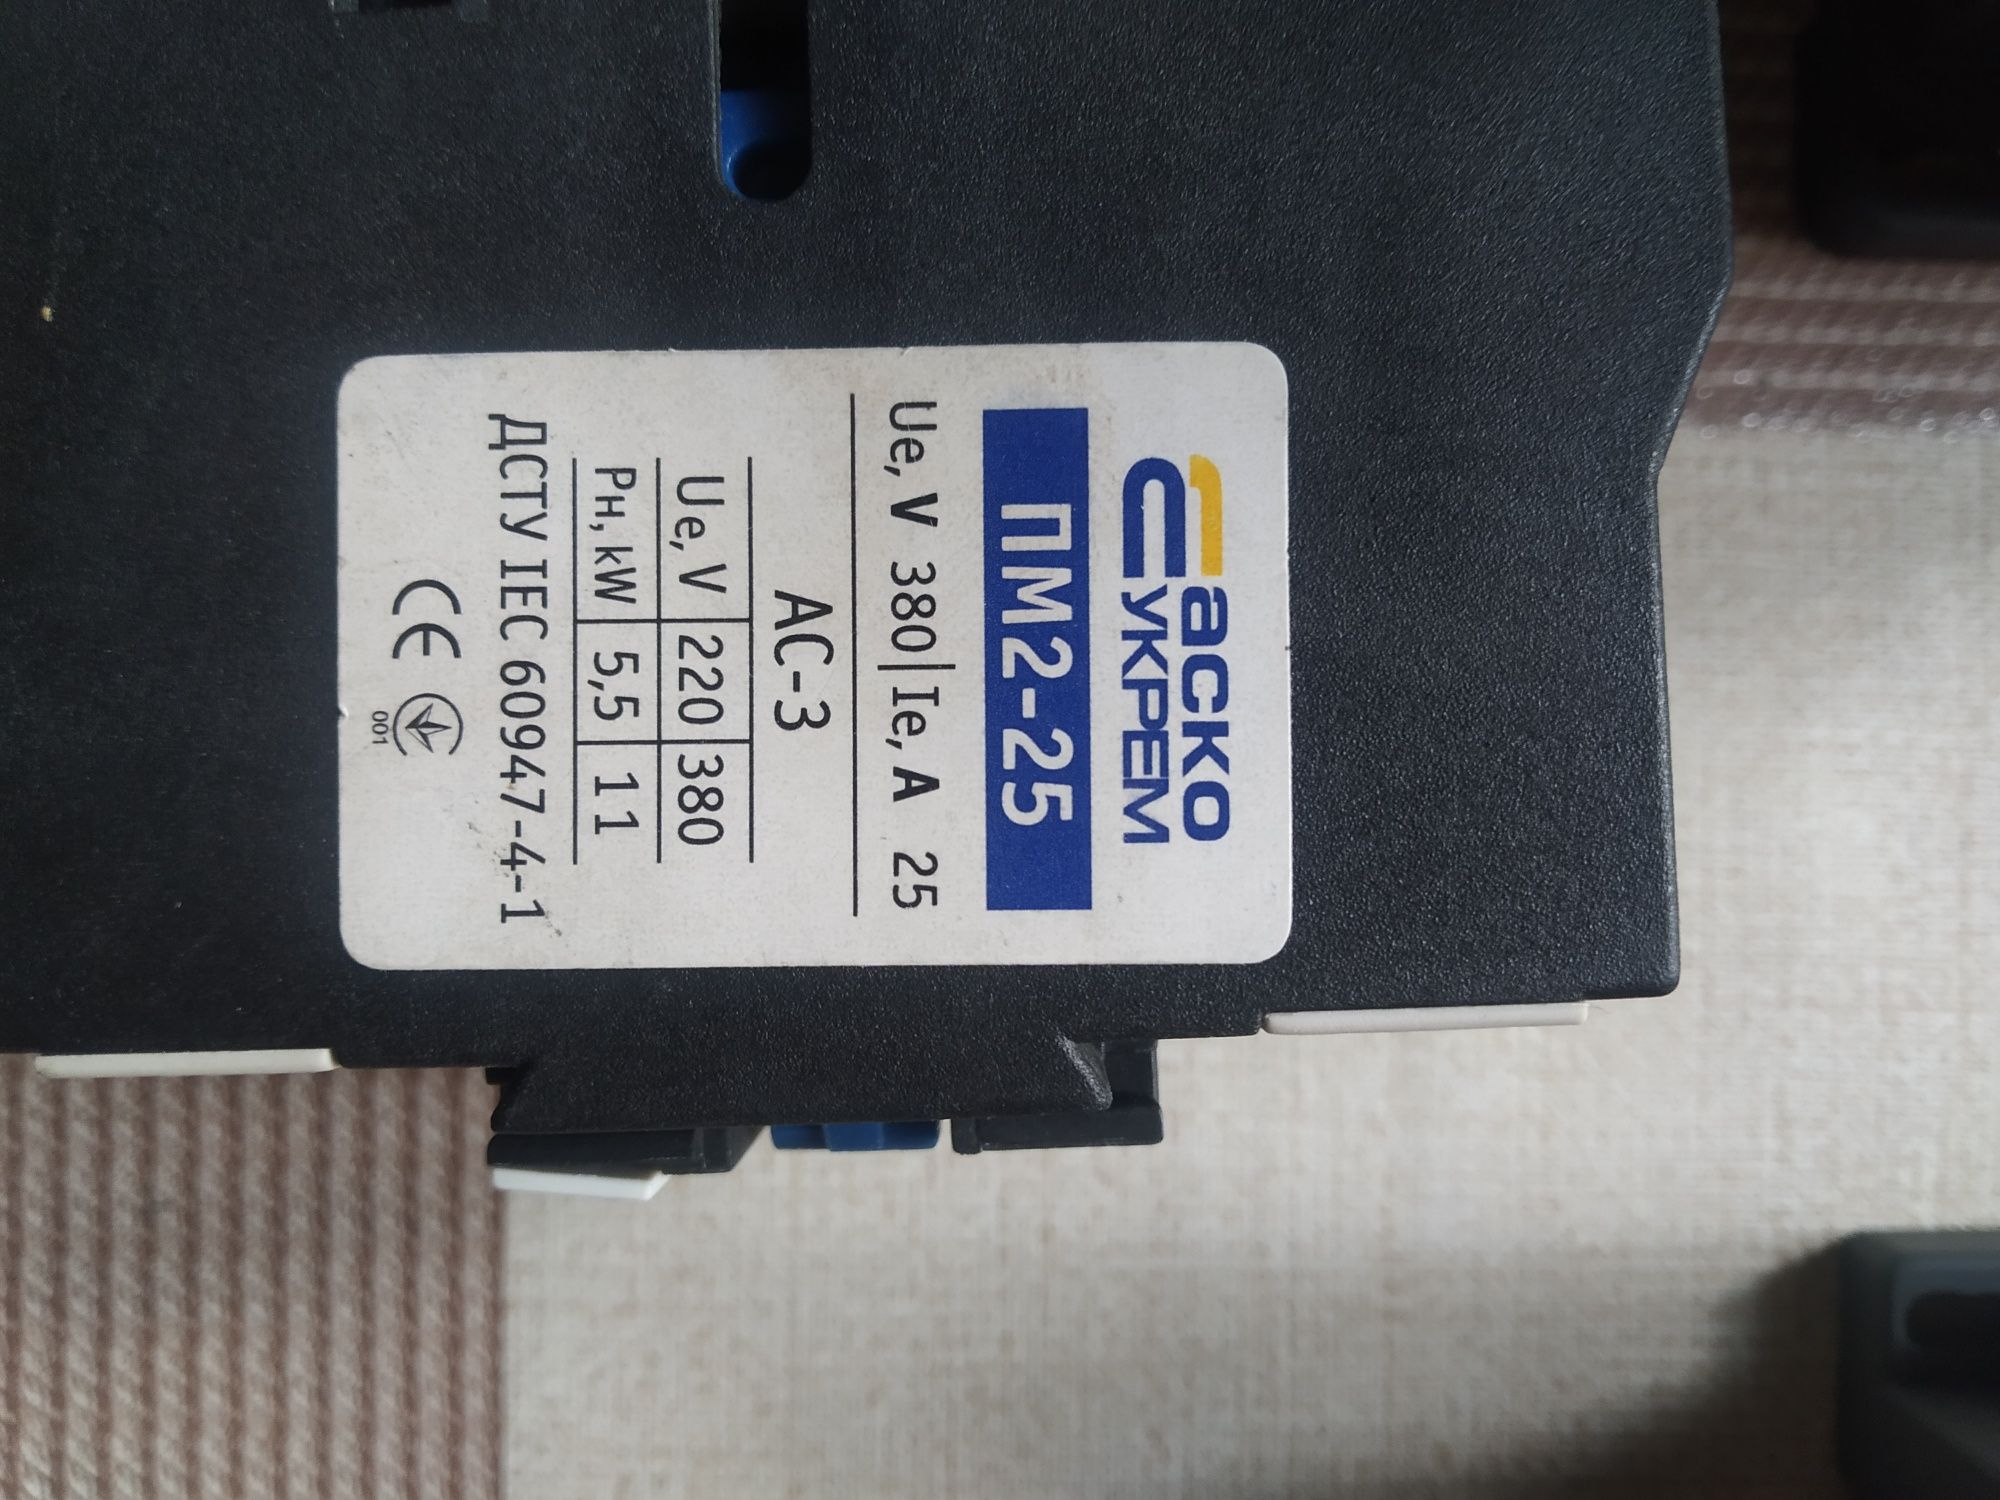 аско
УКРЕМ
ПМ2-25
Ue, V 380 | Ie, A 25
AC-3
Ue, V 220 380
Pн, kW 5,5 11
ДСТУ IEC 60947-4-1
CE
001